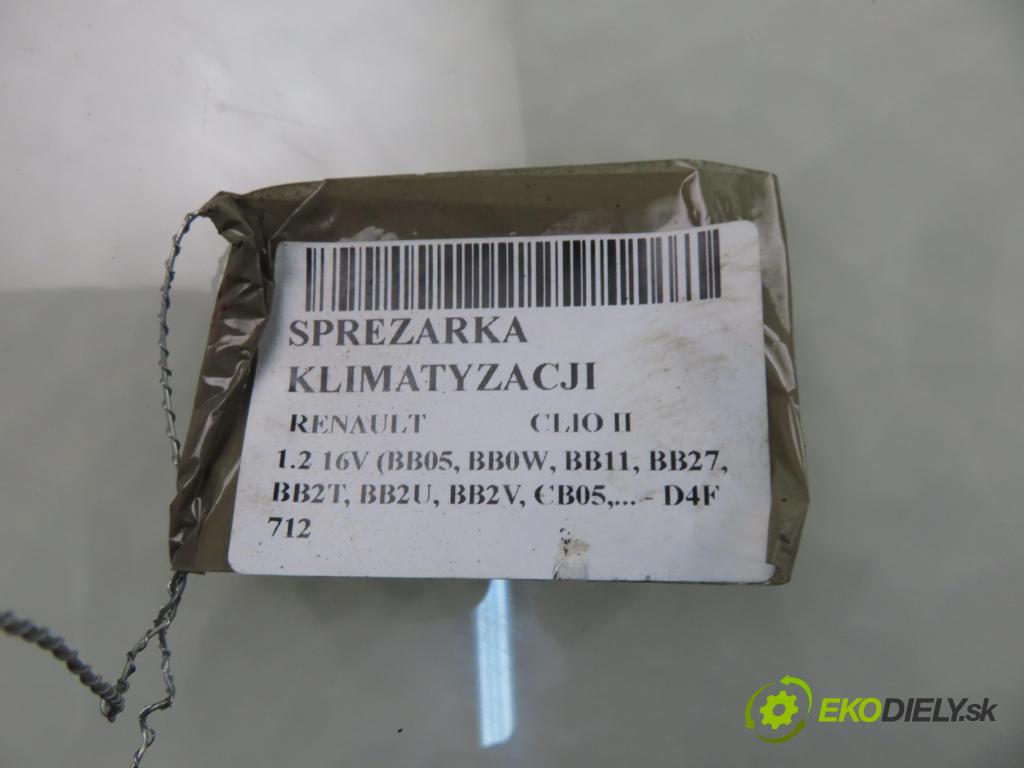 SPREZARKA
KLIMATYZACJI
RENAULT CLIO II
1.2 16V (BB05, BB0W, BB11, BB27,
BB2T, BB2U, BB2V, CB05,... - D4F
712
EKODIELY.sk